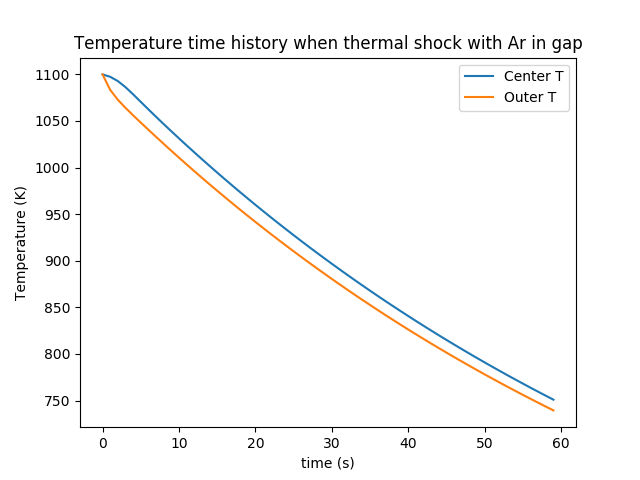 Temperature time history when thermal shock with Ar in gap
Center T
Outer T
1100
1050
1000
950
900
850
800
750
Temperature (K)
0 10 20 30 40 50 60
time (s)